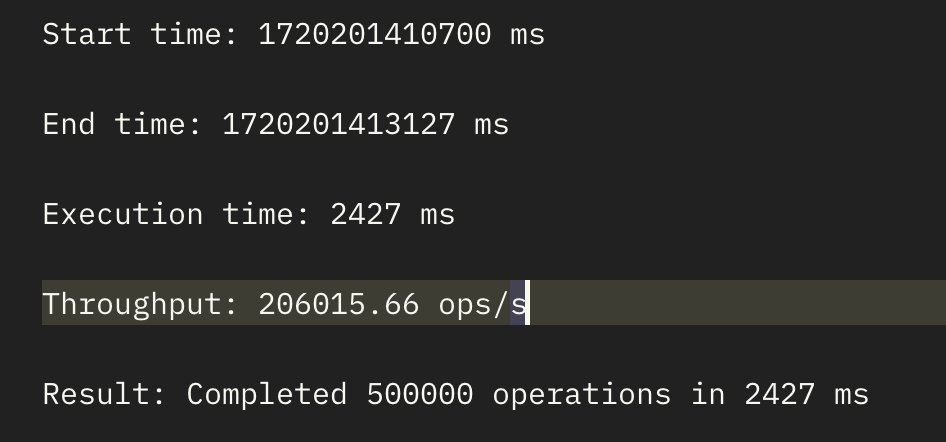 Start time: 1720201410700 ms
End time: 1720201413127 ms
Execution time: 2427 ms
Throughput: 206015.66 ops/s
Result: Completed 500000 operations in 2427 ms